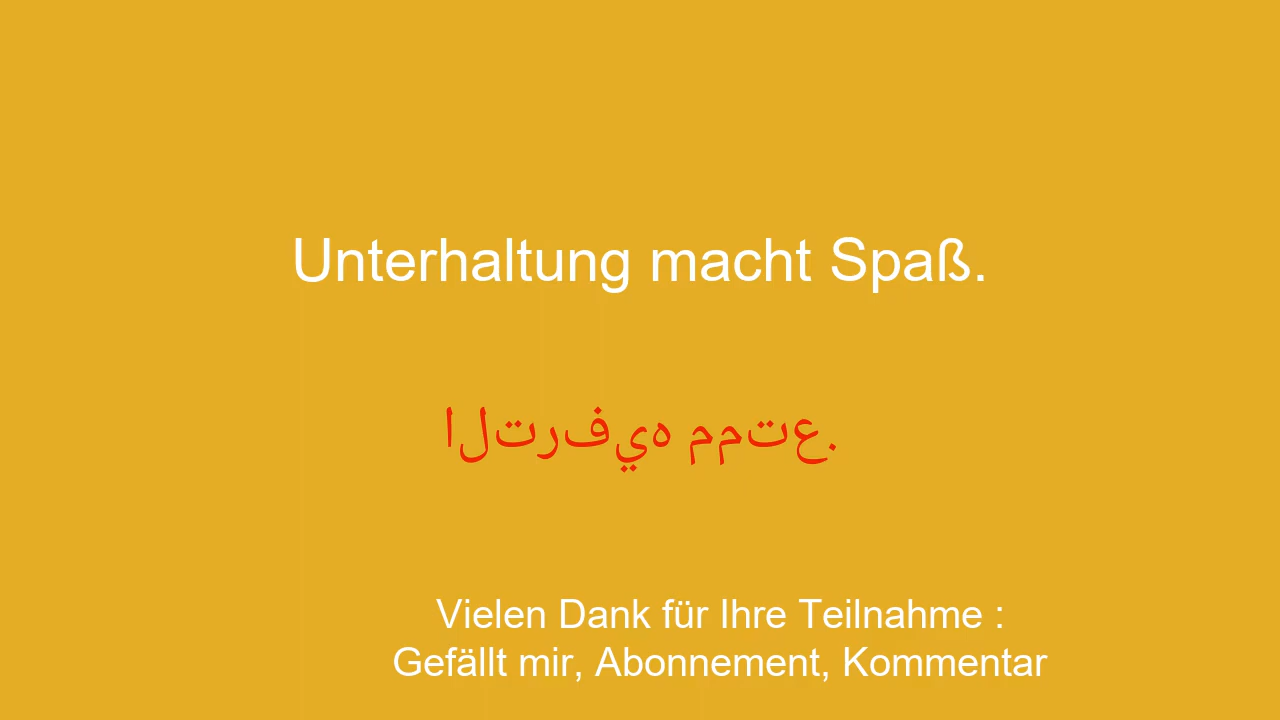 Unterhaltung macht Spaß.
الترفيه ممتع.
Vielen Dank für Ihre Teilnahme :
Gefällt mir, Abonnement, Kommentar